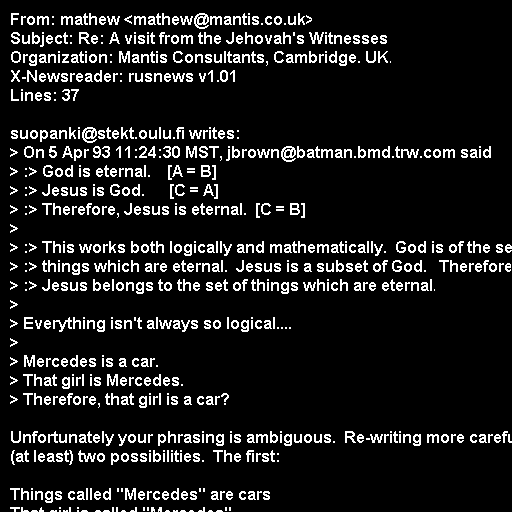 From: mathew <mathew@mantis.co.uk>
Subject: Re: A visit from the Jehovah's Witnesses
Organization: Mantis Consultants, Cambridge. UK.
X-Newsreader: rusnews v1.01
Lines: 37

suopanki@stekt.oulu.fi writes:
> On 5 Apr 93 11:24:30 MST, jbrown@batman.bmd.trw.com said
> :> God is eternal.    [A = B]
> :> Jesus is God.      [C = A]
> :> Therefore, Jesus is eternal.  [C = B]
>
> :> This works both logically and mathematically.  God is of the se
> :> things which are eternal.  Jesus is a subset of God.   Therefore
> :> Jesus belongs to the set of things which are eternal.
>
> Everything isn't always so logical....
>
> Mercedes is a car.
> That girl is Mercedes.
> Therefore, that girl is a car?

Unfortunately your phrasing is ambiguous.  Re-writing more carefu
(at least) two possibilities.  The first:

Things called "Mercedes" are cars
That girl is called "Mercedes"